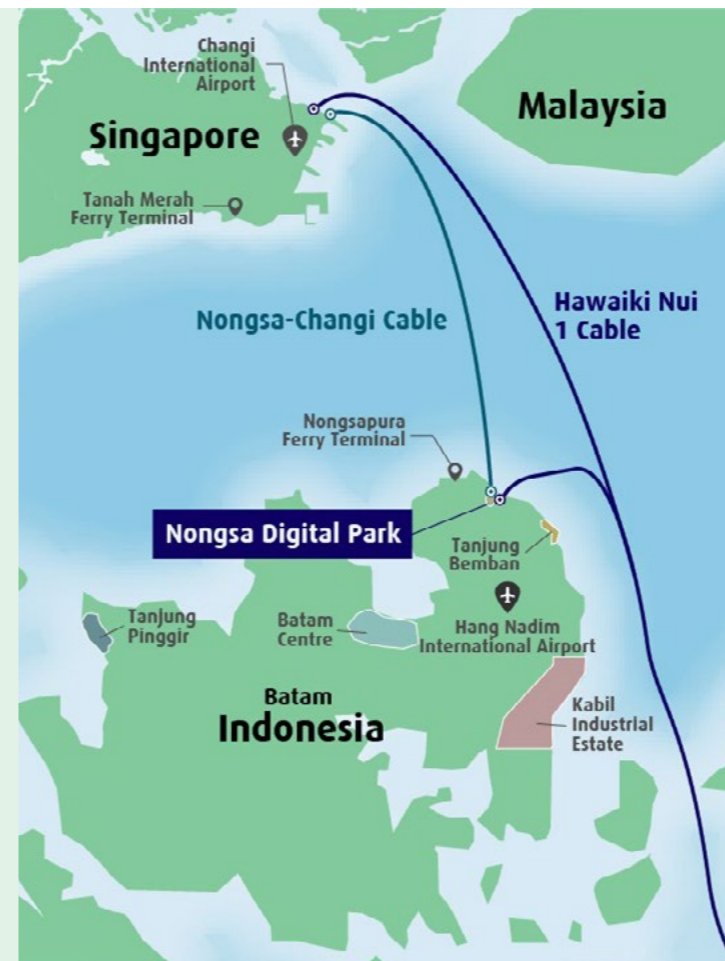 Changi
International
Airport
Malaysia
Singapore
Tanah Merah
Ferry Terminal
Hawaiki Nui
1 Cable
Nongsa-Changi Cable
Nongsapura
Ferry Terminal
Nongsa Digital Park
Tanjung
Bemban
Tanjung
Pinggir
Batam
Centre
Hang Nadim
International Airport
Batam
Indonesia
Kabil
Industrial
Estate